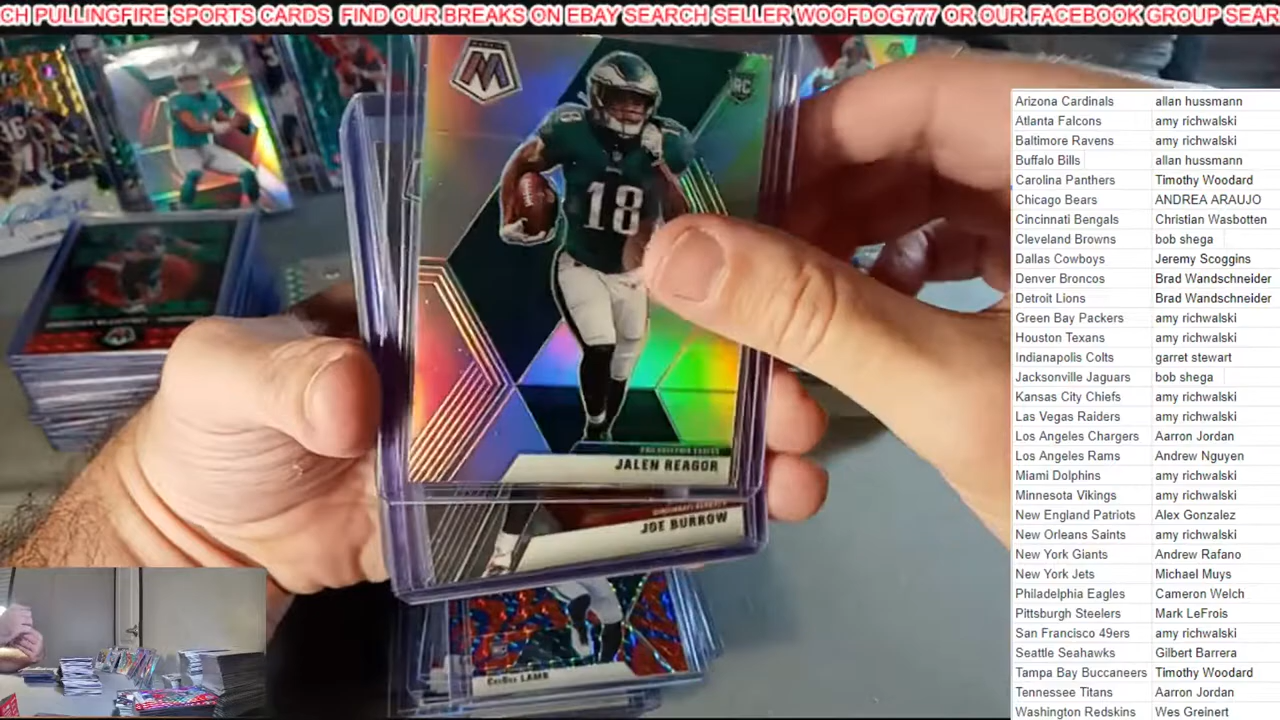 CH PULLINGFIRE SPORTS CARDS FIND OUR BREAKS ON EBAY SEARCH SELLER WOOFDOG777 OR OUR FACEBOOK GROUP SEAR
Arizona Cardinals allan hussmann
Atlanta Falcons amy richwalski
Baltimore Ravens amy richwalski
Buffalo Bills allan hussmann
Carolina Panthers Timothy Woodard
Chicago Bears ANDREA ARAUJO
Cincinnati Bengals Christian Wasbotten
Cleveland Browns bob shega
Dallas Cowboys Jeremy Scoggins
Denver Broncos Brad Wandschneider
Detroit Lions Brad Wandschneider
Green Bay Packers amy richwalski
Houston Texans amy richwalski
Indianapolis Colts garret stewart
Jacksonville Jaguars bob shega
Kansas City Chiefs amy richwalski
Las Vegas Raiders amy richwalski
Los Angeles Chargers Aarron Jordan
Los Angeles Rams Andrew Nguyen
Miami Dolphins amy richwalski
Minnesota Vikings amy richwalski
New England Patriots Alex Gonzalez
New Orleans Saints amy richwalski
New York Giants Andrew Rafano
New York Jets Michael Muys
Philadelphia Eagles Cameron Welch
Pittsburgh Steelers Mark LeFrois
San Francisco 49ers amy richwalski
Seattle Seahawks Gilbert Barrera
Tampa Bay Buccaneers Timothy Woodard
Tennessee Titans Aarron Jordan
Washington Redskins Wes Greinert
M
RC
18
18
PHILADELPHIA EAGLES
JALEN REAGOR
CINCINNATI BENGALS
JOE BURROW
CeeDee LAMB
36